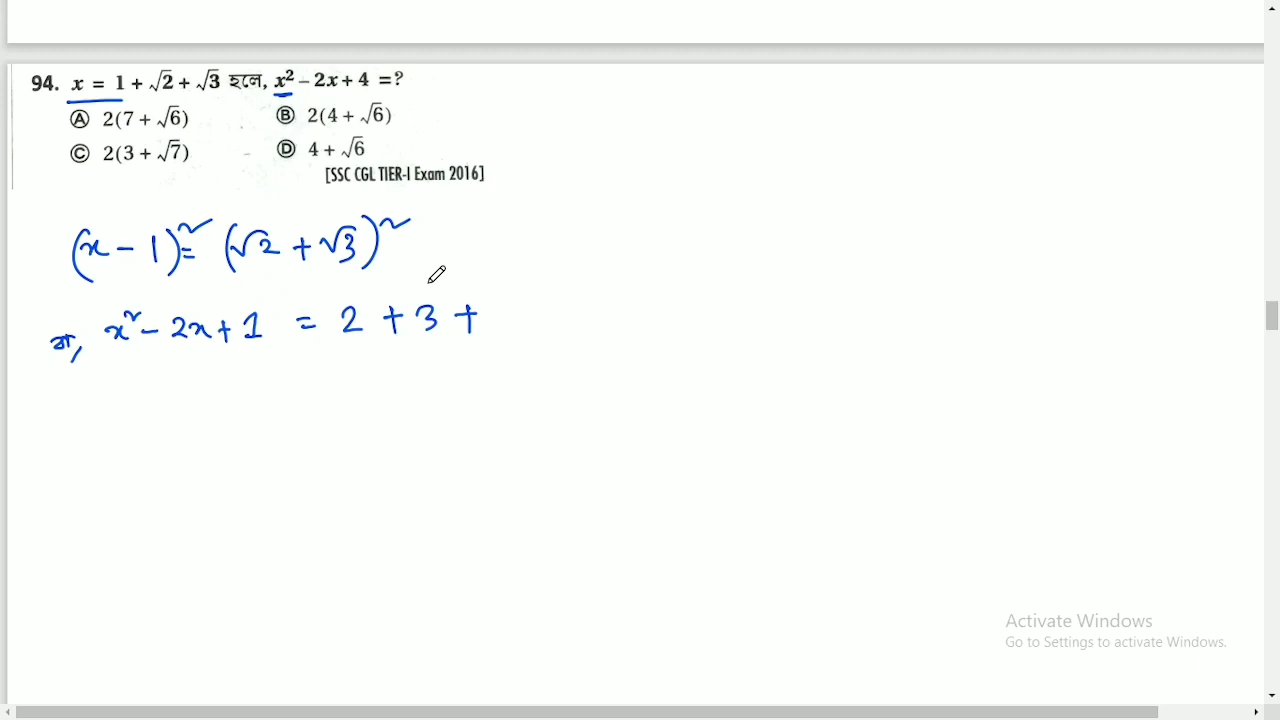 94. x = 1 + √2 + √3 হলে, x² – 2x + 4 = ?
Ⓐ 2(7 + √6) Ⓑ 2(4 + √6)
Ⓒ 2(3 + √7) Ⓓ 4 + √6
[SSC CGL TIER-I Exam 2016]
(x – 1)² = (√2 + √3)²
বা, x² – 2x + 1 = 2 + 3 +
Activate Windows
Go to Settings to activate Windows.